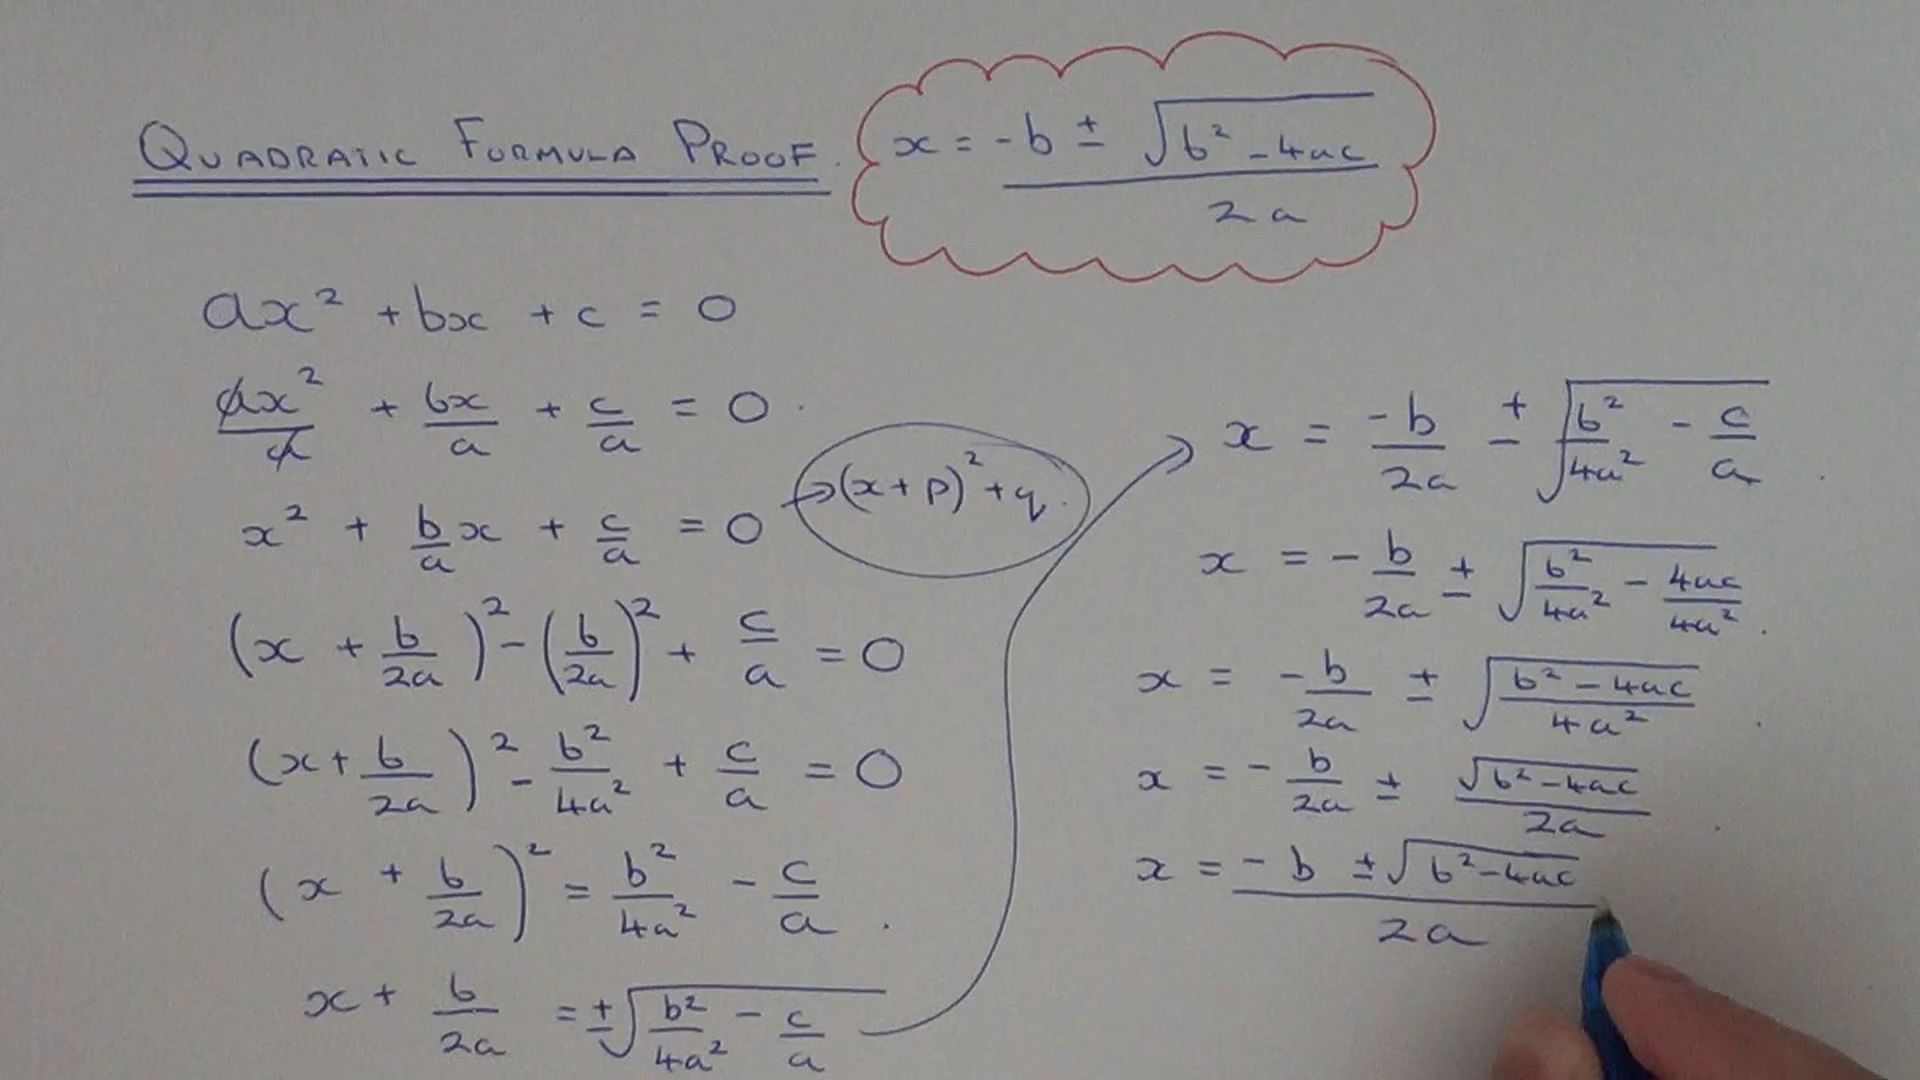 QUADRATIC FORMULA PROOF.
x = -b ± √(b² - 4ac) / 2a
ax² + bx + c = 0
ax²/a + bx/a + c/a = 0
x² + b/a x + c/a = 0 → (x + p)² + q
(x + b/2a)² - (b/2a)² + c/a = 0
(x + b/2a)² - b²/4a² + c/a = 0
(x + b/2a)² = b²/4a² - c/a
x + b/2a = ± √(b²/4a² - c/a)
x = -b/2a ± √(b²/4a² - c/a)
x = - b/2a ± √(b²/4a² - 4ac/4a²)
x = -b/2a ± √((b² - 4ac)/4a²)
x = - b/2a ± √(b² - 4ac)/2a
x = -b ± √(b² - 4ac) / 2a